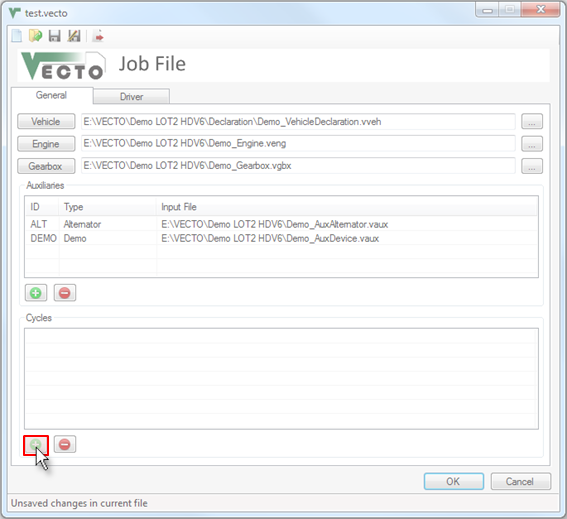 test.vecto
VECTO Job File
General Driver
Vehicle E:\VECTO\Demo LOT2 HDV6\Declaration\Demo_VehicleDeclaration.vveh ...
Engine E:\VECTO\Demo LOT2 HDV6\Demo_Engine.veng ...
Gearbox E:\VECTO\Demo LOT2 HDV6\Demo_Gearbox.vgbx ...
Auxiliaries
ID Type Input File
ALT Alternator E:\VECTO\Demo LOT2 HDV6\Demo_AuxAlternator.vaux
DEMO Demo E:\VECTO\Demo LOT2 HDV6\Demo_AuxDevice.vaux
Cycles
OK Cancel
Unsaved changes in current file